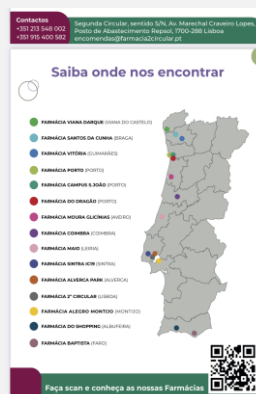 Contactos
+351 213 548 002
+351 915 400 582
Segunda Circular, sentido S/N, Av. Marechal Craveiro Lopes,
Posto de Abastecimento Repsol, 1700-288 Lisboa
encomendas@farmacia2circular.pt
Saiba onde nos encontrar
FARMÁCIA VIANA DARQUE (VIANA DO CASTELO)
FARMÁCIA SANTOS DA CUNHA (BRAGA)
FARMÁCIA VITÓRIA (GUIMARÃES)
FARMÁCIA PORTO (PORTO)
FARMÁCIA CAMPUS S.JOÃO (PORTO)
FARMÁCIA DO DRAGÃO (PORTO)
FARMÁCIA MOURA GLICÍNIAS (AVEIRO)
FARMÁCIA COIMBRA (COIMBRA)
FARMÁCIA MAIO (LEIRIA)
FARMÁCIA SINTRA IC19 (SINTRA)
FARMÁCIA ALVERCA PARK (ALVERCA)
FARMÁCIA 2ª CIRCULAR (LISBOA)
FARMÁCIA ALEGRO MONTIJO (MONTIJO)
FARMÁCIA DO SHOPPING (ALBUFEIRA)
FARMÁCIA BAPTISTA (FARO)
Faça scan e conheça as nossas Farmácias